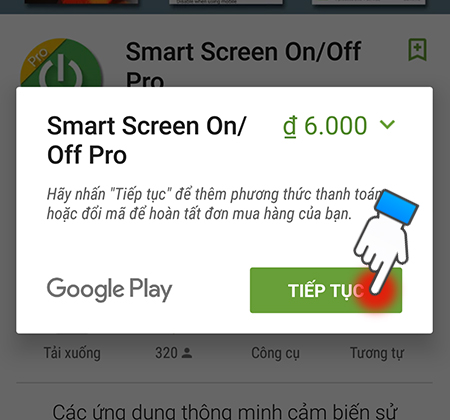 Smart Screen On/Off
Pro
Pro
Smart Screen On/
Off Pro
₫ 6.000
Hãy nhấn "Tiếp tục" để thêm phương thức thanh toán
hoặc đổi mã để hoàn tất đơn mua hàng của bạn.
Google Play
TIẾP TỤC
Tải xuống
320
Công cụ
Tương tự
Các ứng dụng thông minh cảm biến sử